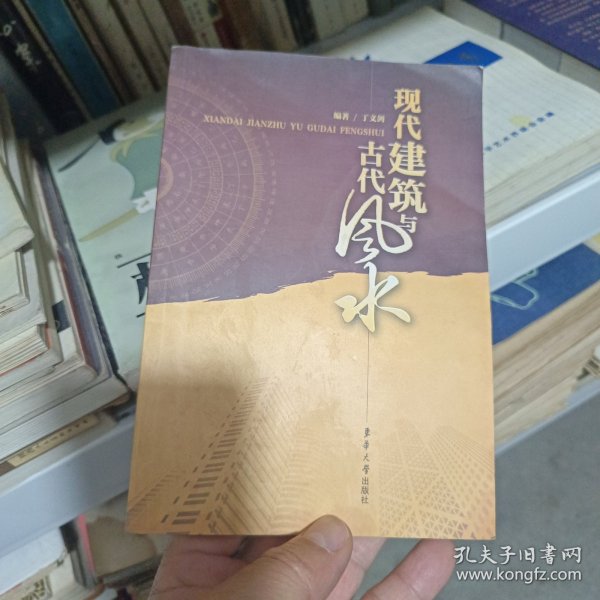 现代建筑与
古代风水
编著 / 丁文剑
XIANDAI JIANZHU YU GUDAI FENGSHUI
东华大学出版社
孔夫子旧书网
www.kongfz.com